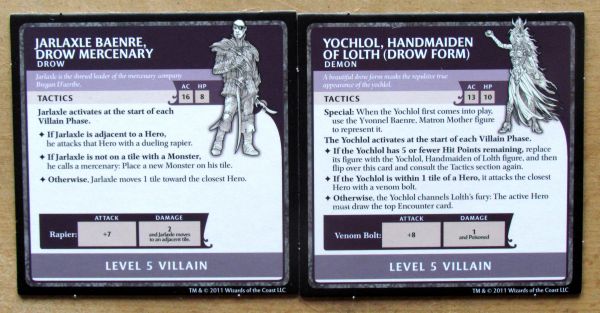 JARLAXLE BAENRE,
DROW MERCENARY
DROW
Jarlaxle is the shrewd leader of the mercenary company
Bregan D'aerthe.
AC HP
TACTICS 16 8
Jarlaxle activates at the start of each
Villain Phase.
✦ If Jarlaxle is adjacent to a Hero,
he attacks that Hero with a dueling rapier.
✦ If Jarlaxle is not on a tile with a Monster,
he calls a mercenary: Place a new Monster on his tile.
✦ Otherwise, Jarlaxle moves 1 tile toward the closest Hero.
ATTACK DAMAGE
Rapier: +7 2
and Jarlaxle moves
to an adjacent tile.
LEVEL 5 VILLAIN
TM & © 2011 Wizards of the Coast LLC
YOCHLOL, HANDMAIDEN
OF LOLTH (DROW FORM)
DEMON
A beautiful drow form masks the repulsive true
appearance of the yochlol.
AC HP
TACTICS 13 10
Special: When the Yochlol first comes into play,
use the Yvonnel Baenre, Matron Mother figure
to represent it.
The Yochlol activates at the start of each Villain Phase.
✦ If the Yochlol has 5 or fewer Hit Points remaining, replace
its figure with the Yochlol, Handmaiden of Lolth figure, and then
flip over this card and consult the Tactics section again.
✦ If the Yochlol is within 1 tile of a Hero, it attacks the closest
Hero with a venom bolt.
✦ Otherwise, the yochlol channels Lolth's fury: The active Hero
must draw the top Encounter card.
ATTACK DAMAGE
Venom Bolt: +8 1
and Poisoned
LEVEL 5 VILLAIN
TM & © 2011 Wizards of the Coast LLC